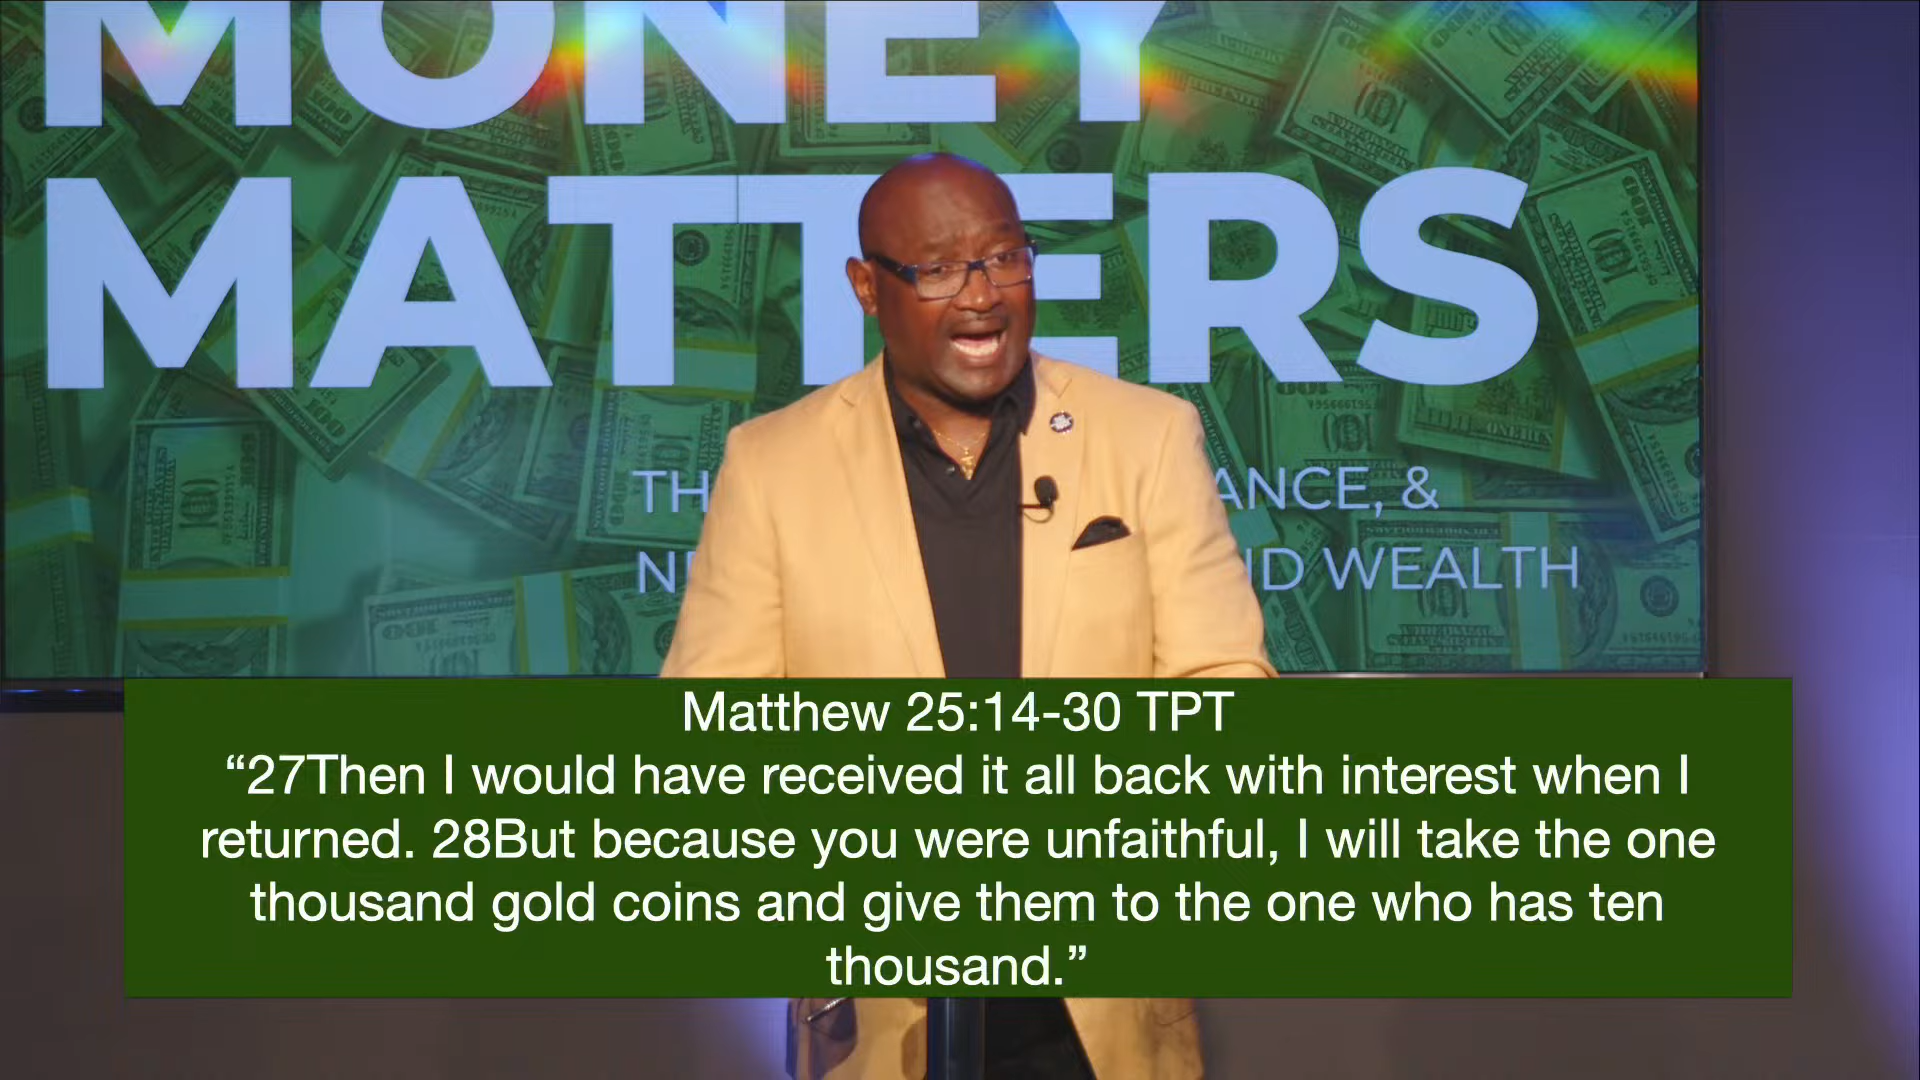 MONEY
MATTERS
TH ANCE, &
WEALTH
Matthew 25:14-30 TPT
“27Then I would have received it all back with interest when I
returned. 28But because you were unfaithful, I will take the one
thousand gold coins and give them to the one who has ten
thousand.”